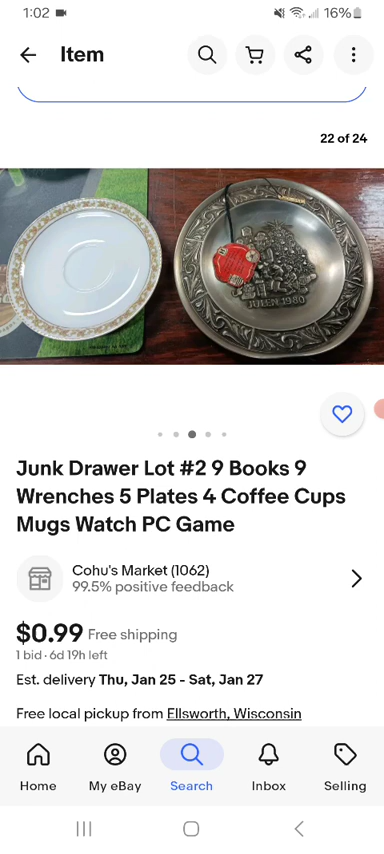 1:02
16%
Item
22 of 24
JULEN 1980
Junk Drawer Lot #2 9 Books 9
Wrenches 5 Plates 4 Coffee Cups
Mugs Watch PC Game
Cohu's Market (1062)
99.5% positive feedback
$0.99 Free shipping
1 bid · 6d 19h left
Est. delivery Thu, Jan 25 - Sat, Jan 27
Free local pickup from Ellsworth, Wisconsin
Home My eBay Search Inbox Selling